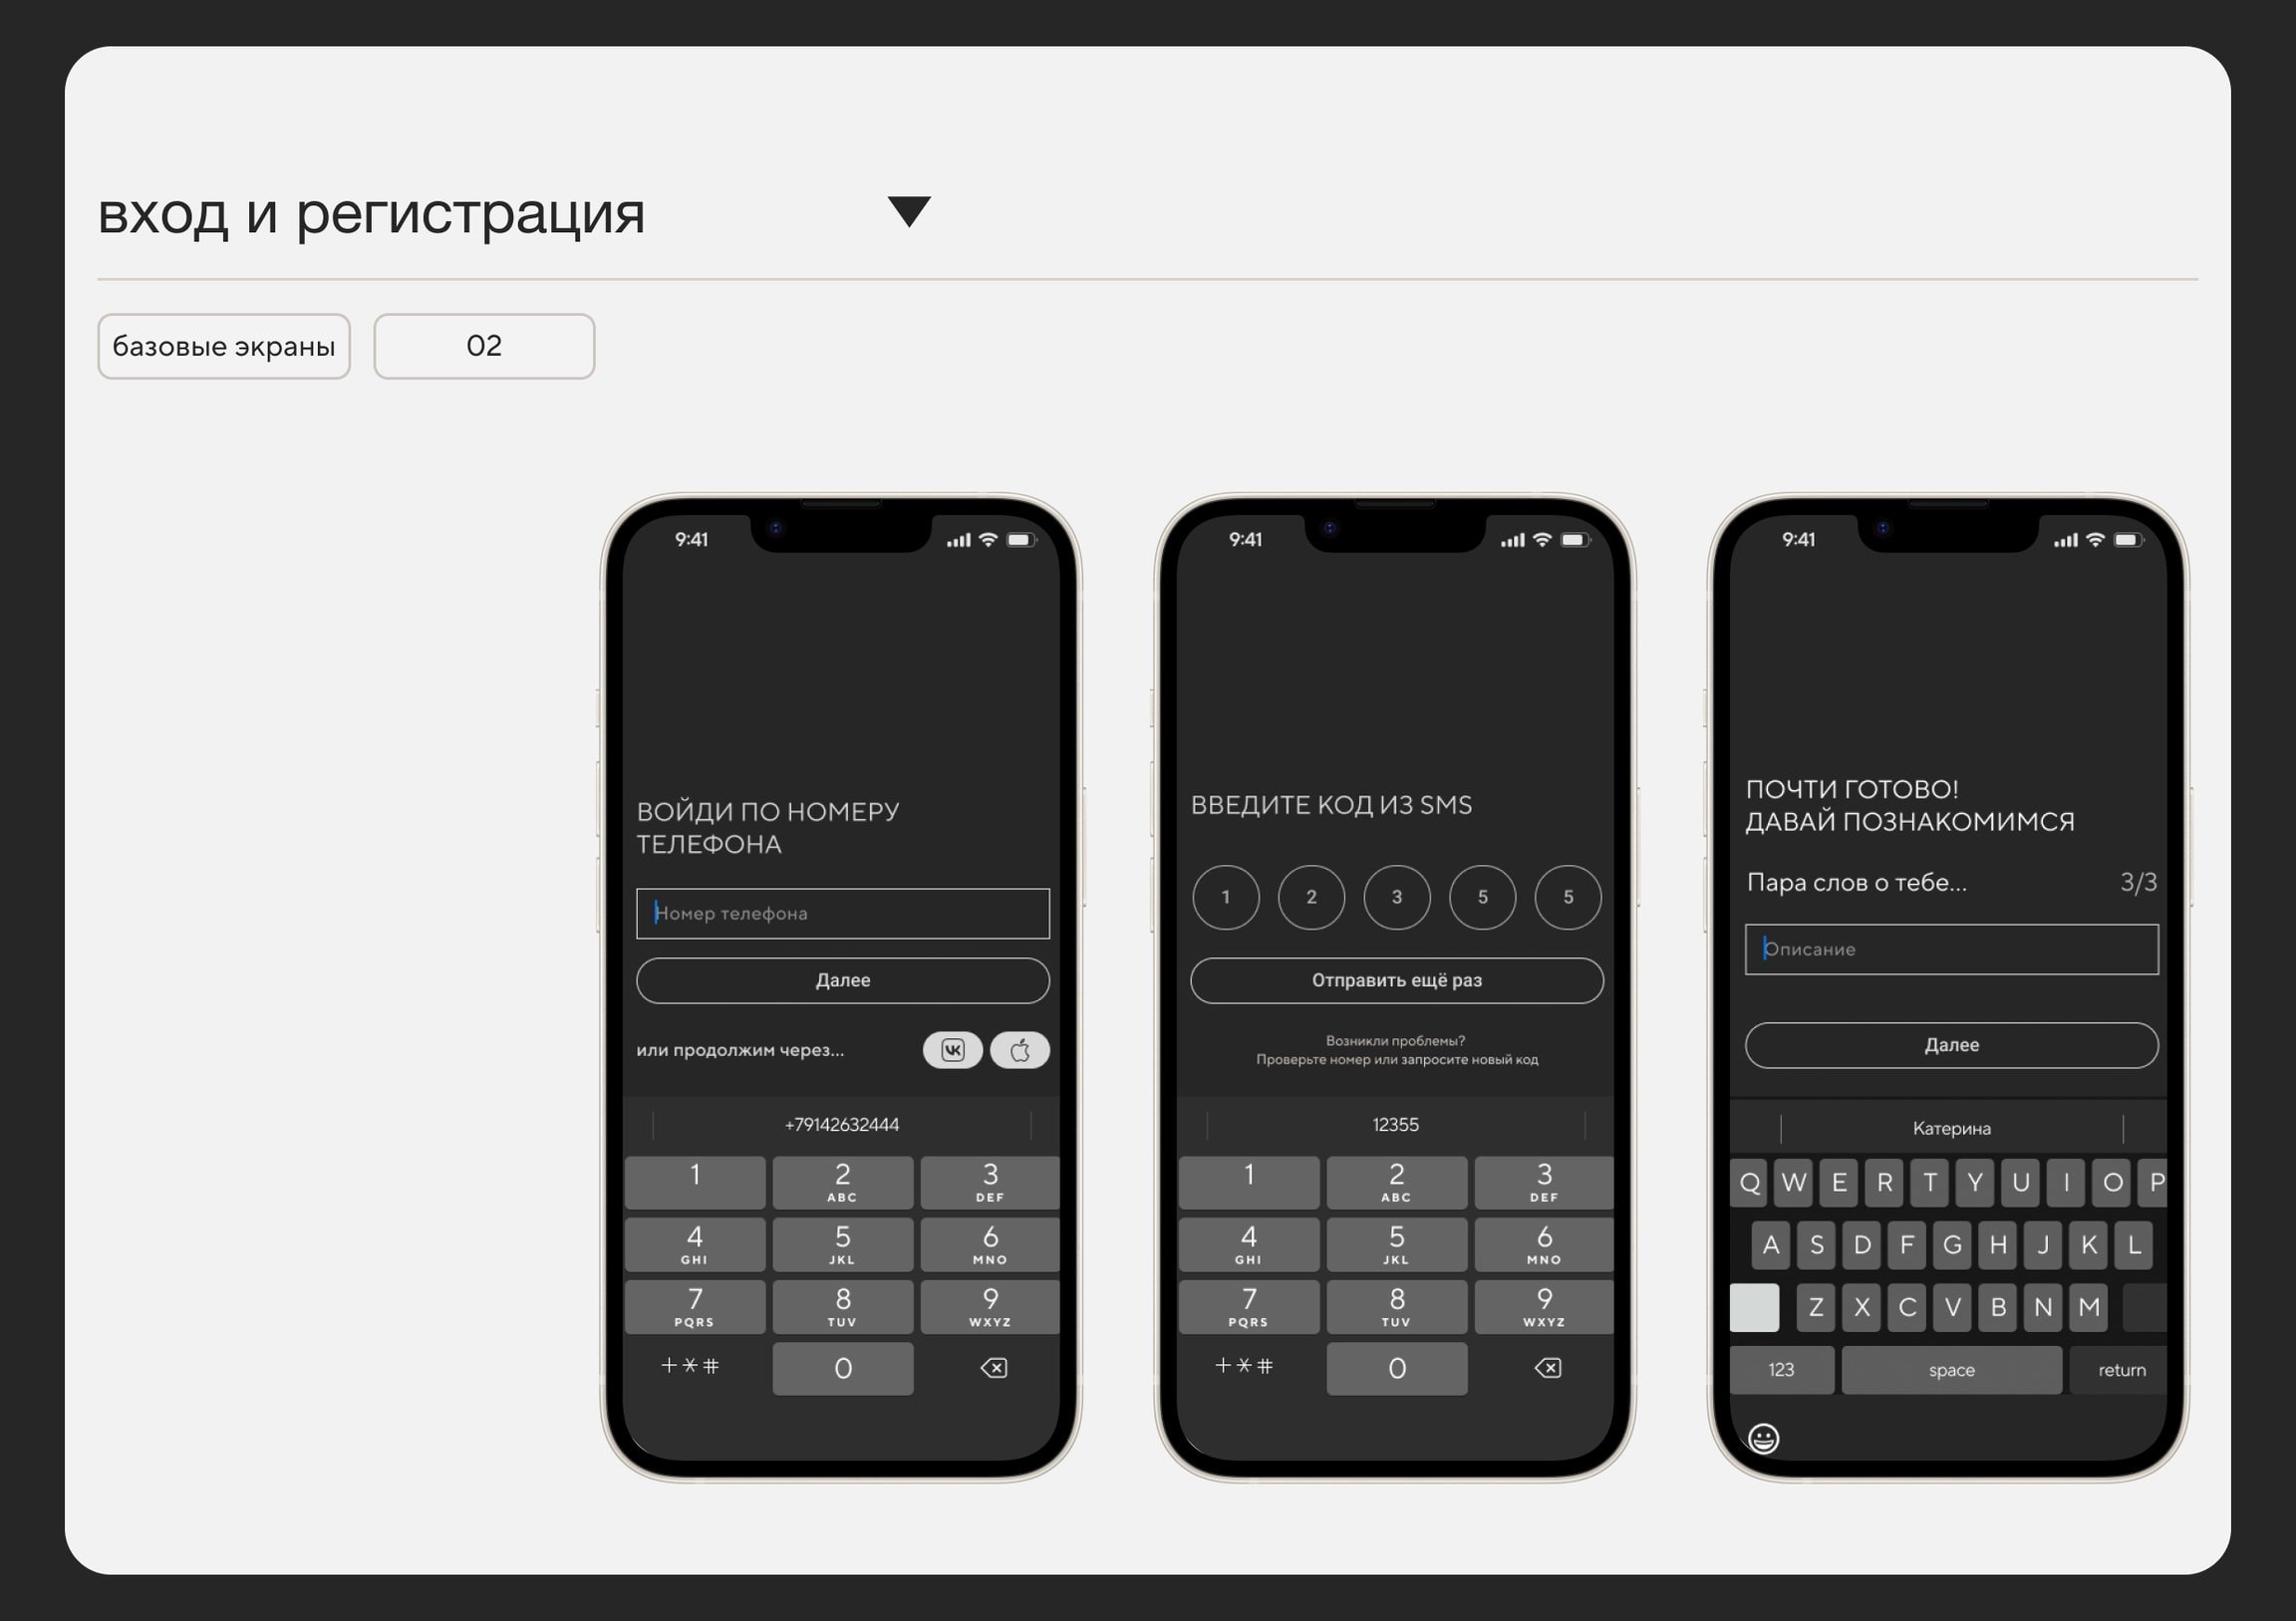 вход и регистрация
базовые экраны
02
9:41
ВОЙДИ ПО НОМЕРУ
ТЕЛЕФОНА
Номер телефона
Далее
или продолжим через...
+79142632444
1
2
3
ABC
DEF
4
5
6
GHI
JKL
MNO
7
8
9
PQRS
TUV
WXYZ
+*#
0
9:41
ВВЕДИТЕ КОД ИЗ SMS
1 2 3 5 5
Отправить ещё раз
Возникли проблемы?
Проверьте номер или запросите новый код
12355
1
2
3
ABC
DEF
4
5
6
GHI
JKL
MNO
7
8
9
PQRS
TUV
WXYZ
+*#
0
9:41
ПОЧТИ ГОТОВО!
ДАВАЙ ПОЗНАКОМИМСЯ
Пара слов о тебе... 3/3
Описание
Далее
Катерина
Q W E R T Y U I O P
A S D F G H J K L
Z X C V B N M
123 space return